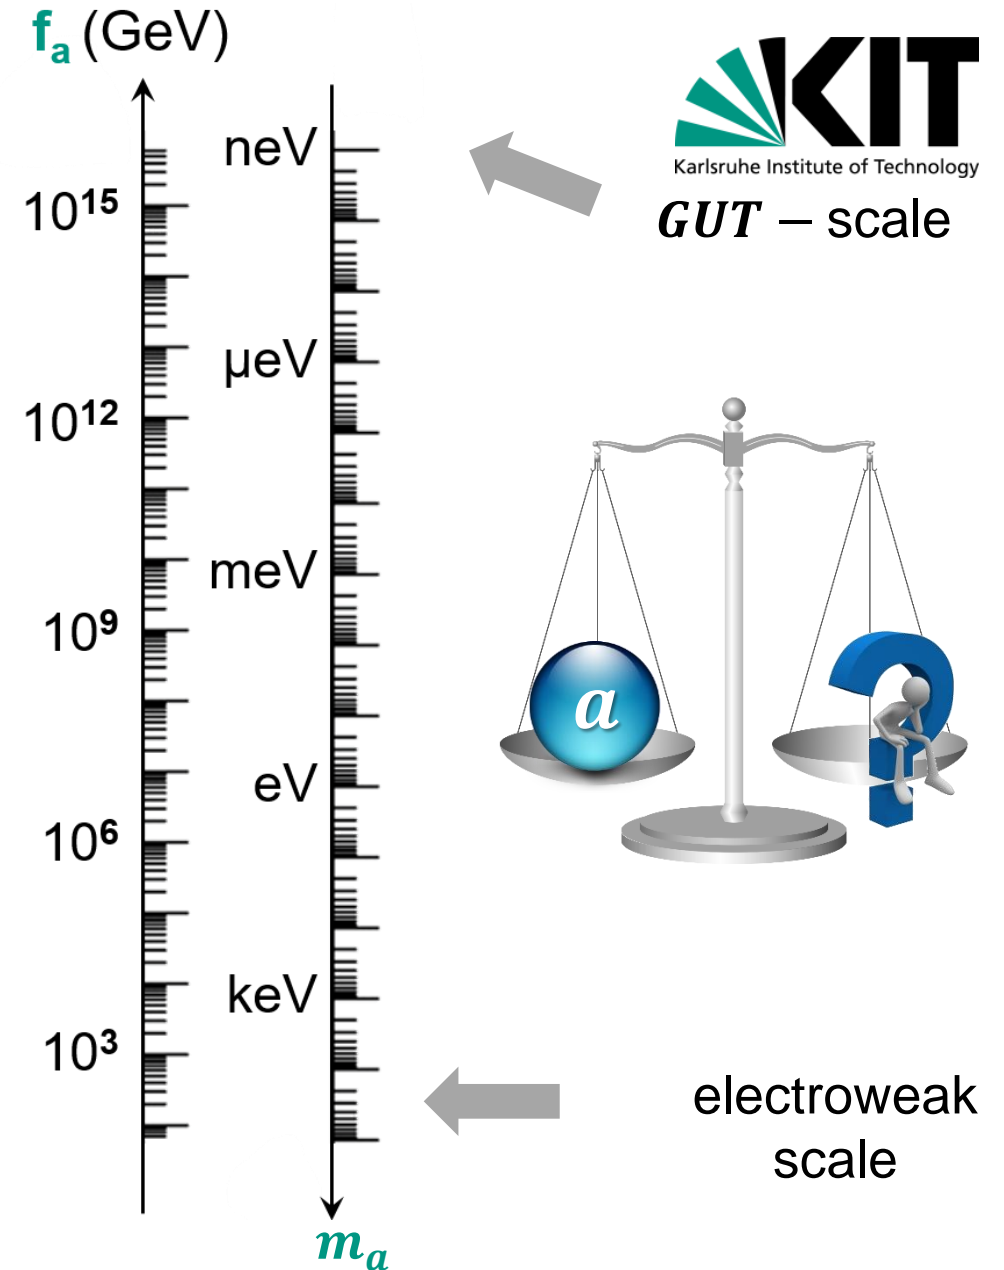 fₐ (GeV)
KIT
Karlsruhe Institute of Technology
GUT – scale
neV
10¹⁵
µeV
10¹²
meV
10⁹
a
?
eV
10⁶
keV
10³
electroweak
scale
mₐ